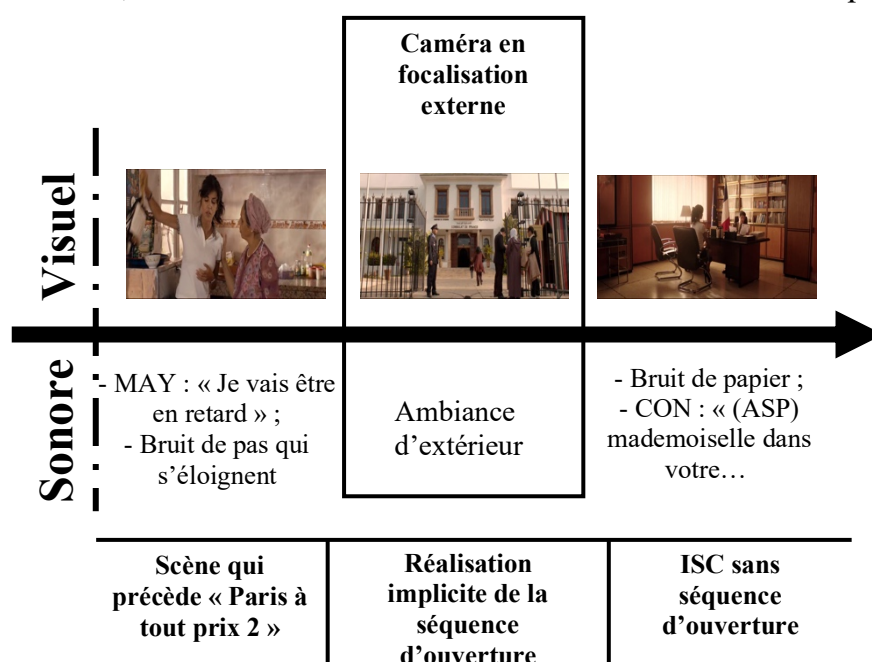 Caméra en
focalisation
externe
Visuel
Sonore
- MAY : « Je vais être
en retard » ;
- Bruit de pas qui
s’éloignent
Ambiance
d’extérieur
- Bruit de papier ;
- CON : « (ASP)
mademoiselle dans
votre…
Scène qui
précède « Paris à
tout prix 2 »
Réalisation
implicite de la
séquence
d’ouverture
ISC sans
séquence
d’ouverture